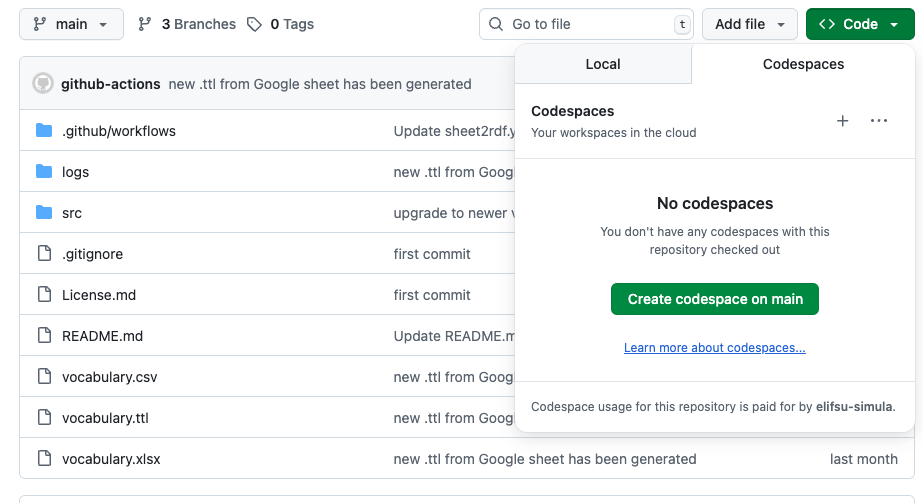 main 3 Branches 0 Tags Go to file t Add file Code
Local Codespaces
github-actions new .ttl from Google sheet has been generated
Codespaces
Your workspaces in the cloud
.github/workflows Update sheet2rdf.y
logs new .ttl from Goog
src upgrade to newer v
.gitignore first commit
License.md first commit
README.md Update README.m
vocabulary.csv new .ttl from Goog
vocabulary.ttl new .ttl from Goog
vocabulary.xlsx new .ttl from Google sheet has been generated last month
No codespaces
You don't have any codespaces with this
repository checked out
Create codespace on main
Learn more about codespaces...
Codespace usage for this repository is paid for by elifsu-simula.